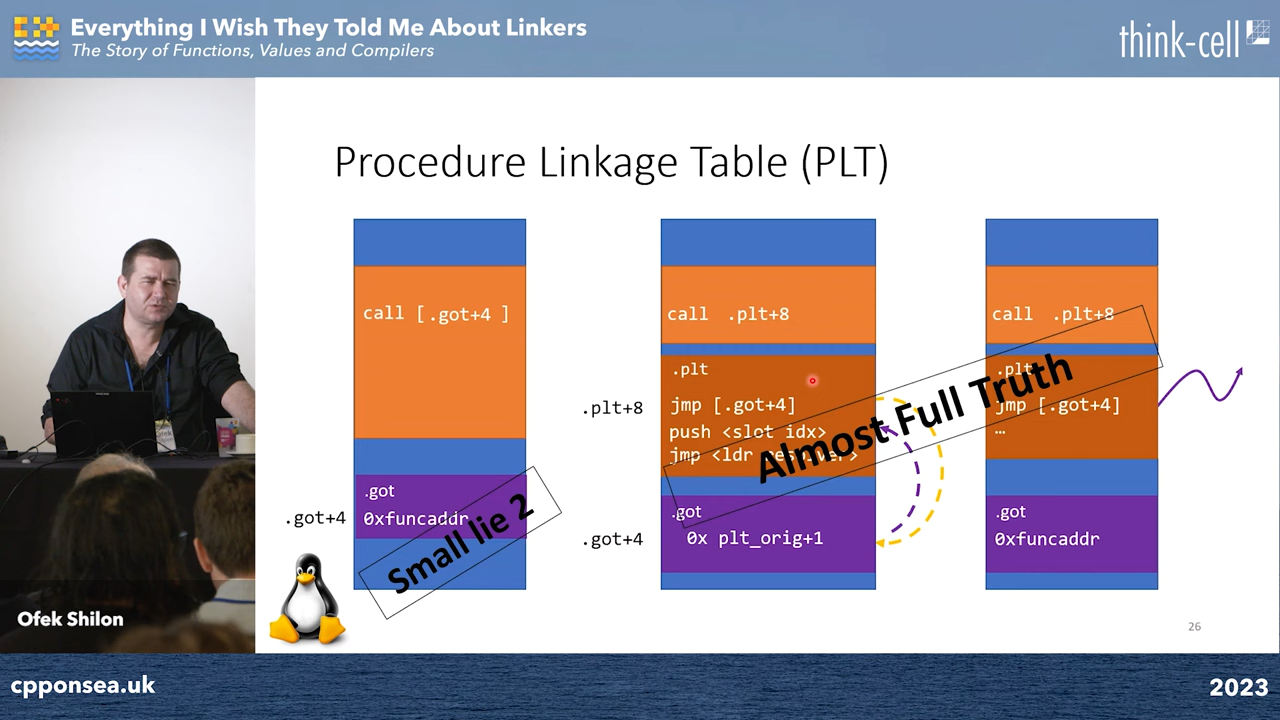 Everything I Wish They Told Me About Linkers
The Story of Functions, Values and Compilers
think-cell
Procedure Linkage Table (PLT)
call [ .got+4 ]
.got+4
.got
0xfuncaddr
Small lie 2
call .plt+8
.plt+8
.plt
jmp [.got+4]
push <slot idx>
jmp <ldr resolver>
.got+4
.got
0x plt_orig+1
call .plt+8
.plt
jmp [.got+4]
…
.got
0xfuncaddr
Almost Full Truth
26
Ofek Shilon
cpponsea.uk
2023